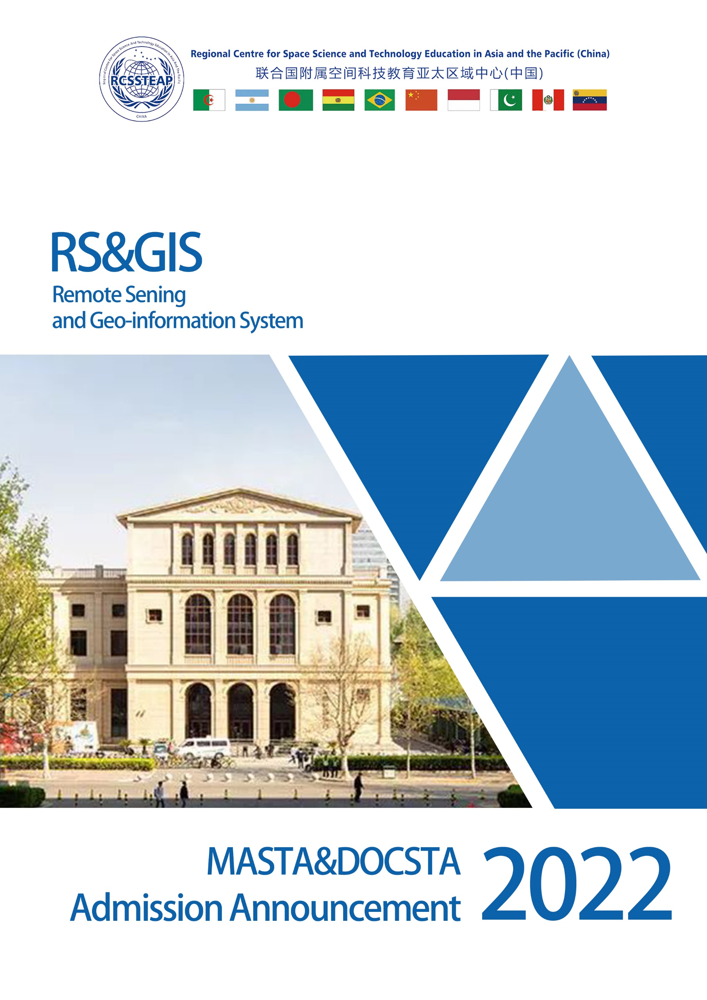 Regional Centre For Space Science And Technology Education In Asia And The Pacific
RCSSTEAP
CHINA
Regional Centre for Space Science and Technology Education in Asia and the Pacific (China)
联合国附属空间科技教育亚太区域中心(中国)
RS&GIS
Remote Sening
and Geo-information System
MASTA&DOCSTA
Admission Announcement
2022